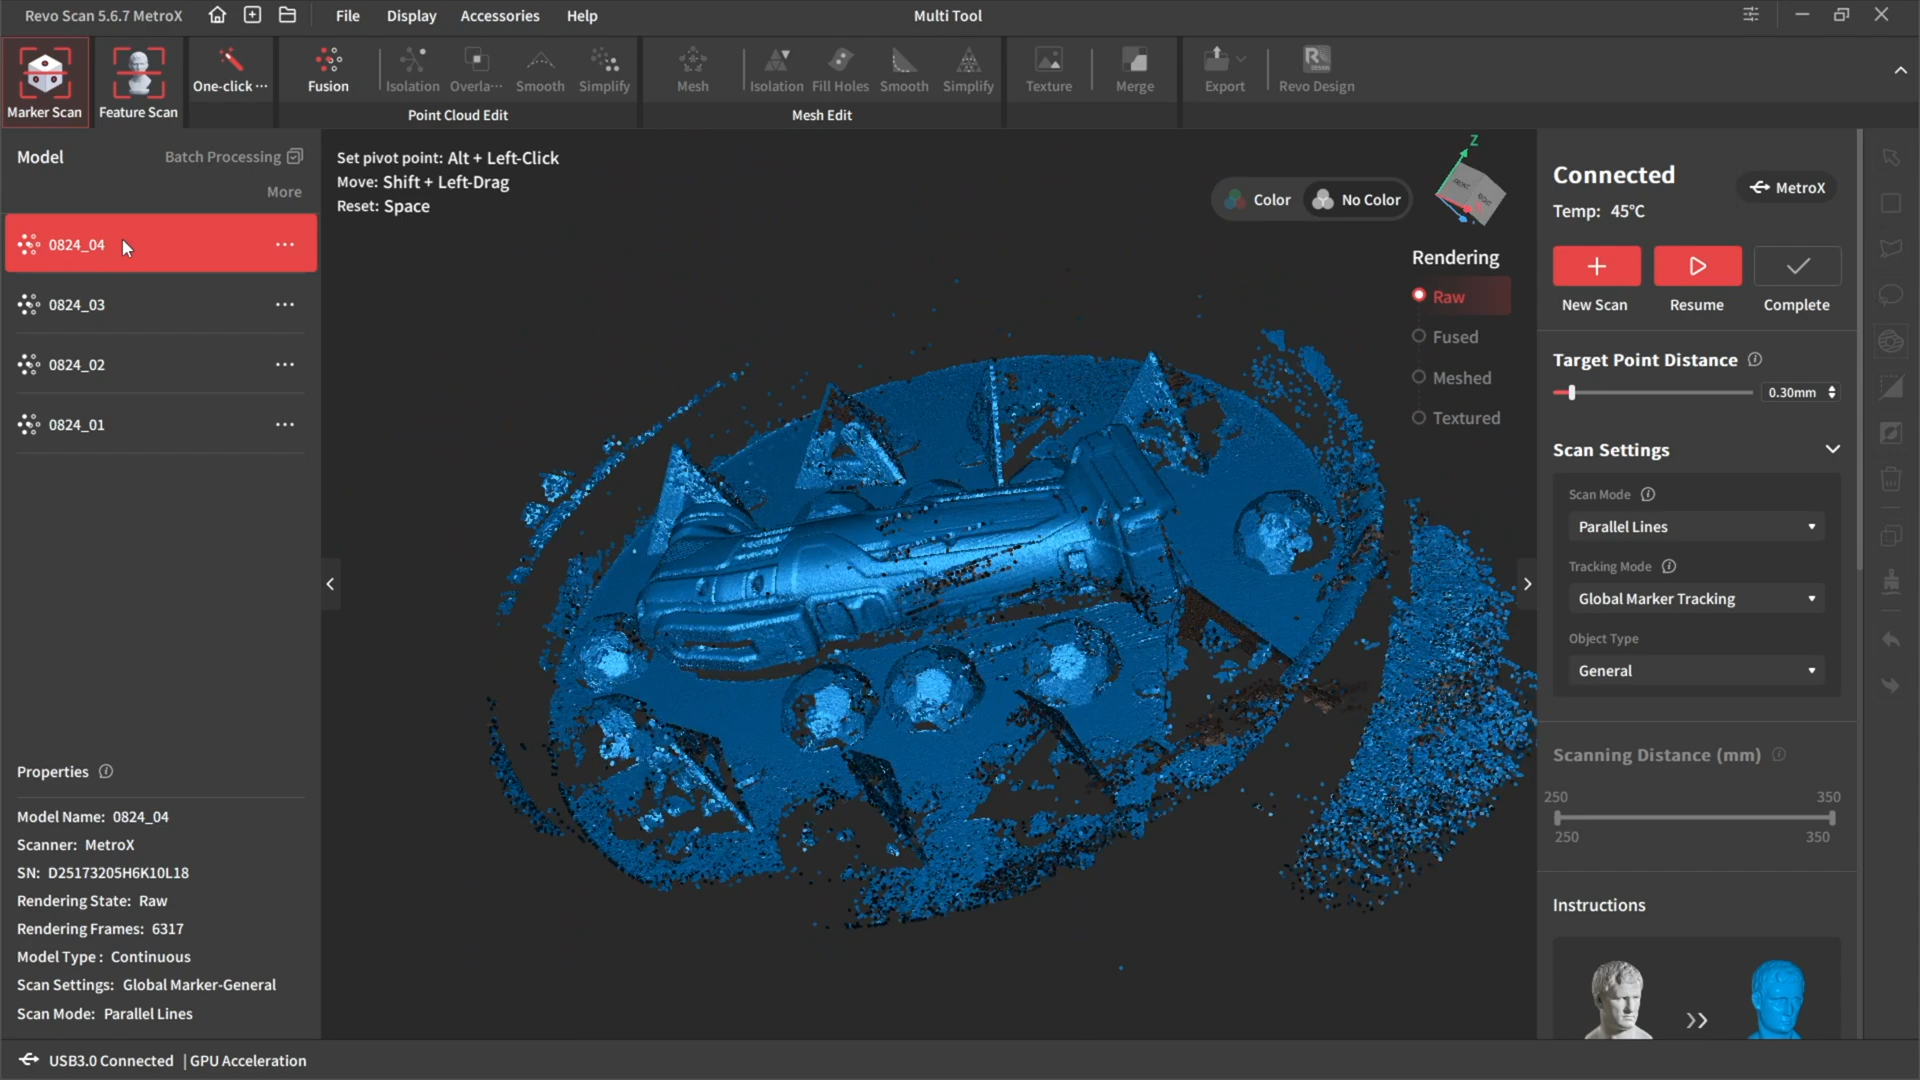 Revo Scan 5.6.7 MetroX
File
Display
Accessories
Help
Multi Tool
Marker Scan
Feature Scan
One-click ···
Fusion
Isolation
Overla···
Smooth
Simplify
Point Cloud Edit
Mesh
Isolation
Fill Holes
Smooth
Simplify
Mesh Edit
Texture
Merge
Export
Revo Design
Model
Batch Processing
More
0824_04
0824_03
0824_02
0824_01
Properties
Model Name: 0824_04
Scanner: MetroX
SN: D25173205H6K10L18
Rendering State: Raw
Rendering Frames: 6317
Model Type : Continuous
Scan Settings: Global Marker-General
Scan Mode: Parallel Lines
Set pivot point: Alt + Left-Click
Move: Shift + Left-Drag
Reset: Space
Color
No Color
Z
FRONT
Rendering
Raw
Fused
Meshed
Textured
Connected
MetroX
Temp: 45℃
New Scan
Resume
Complete
Target Point Distance
0.30mm
Scan Settings
Scan Mode
Parallel Lines
Tracking Mode
Global Marker Tracking
Object Type
General
Scanning Distance (mm)
250
350
250
350
Instructions
USB3.0 Connected | GPU Acceleration